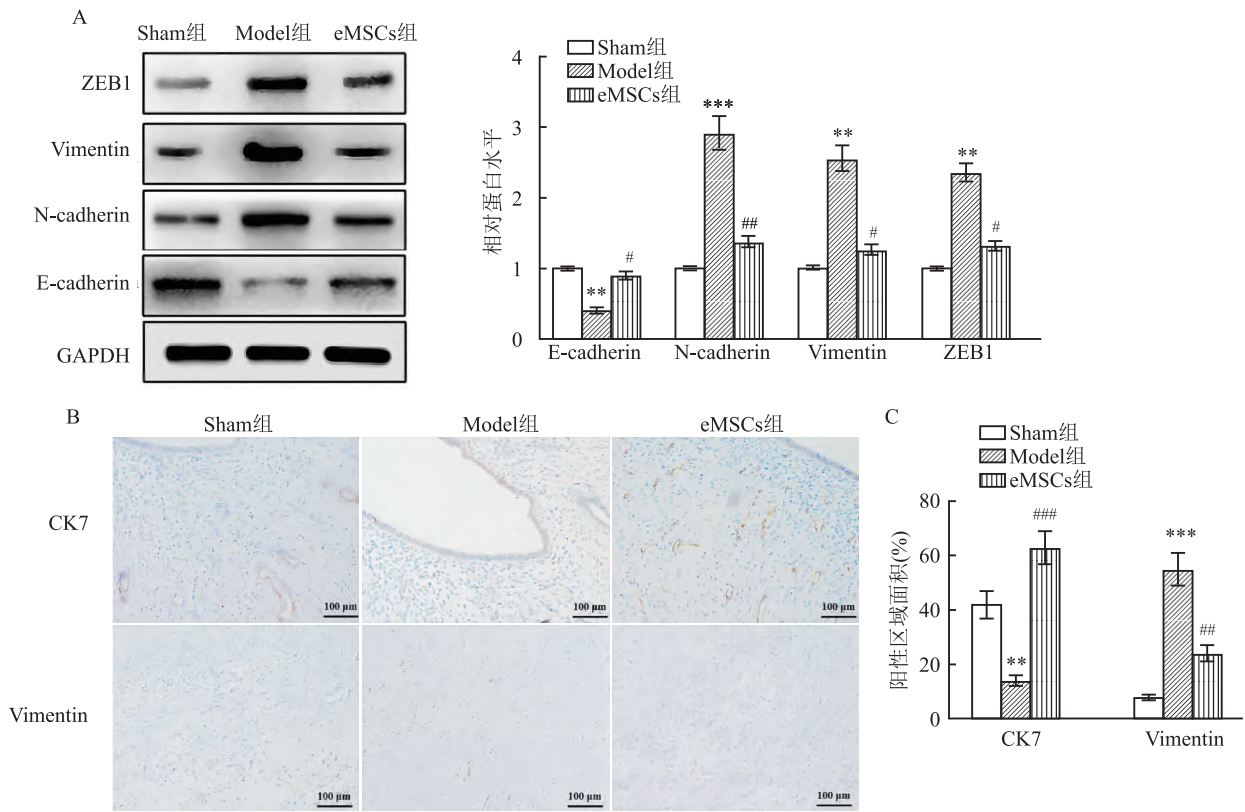 A
Sham组 Model组 eMSCs组
ZEB1
Vimentin
N-cadherin
E-cadherin
GAPDH
Sham组
Model组
eMSCs组
相对蛋白水平
4
3
2
1
0
***
**
**
**
#
##
#
#
E-cadherin N-cadherin Vimentin ZEB1
B
Sham组 Model组 eMSCs组
CK7
100 μm 100 μm 100 μm
Vimentin
100 μm 100 μm 100 μm
C
Sham组
Model组
eMSCs组
阳性区域面积(%)
80
60
40
20
0
###
***
**
##
CK7 Vimentin